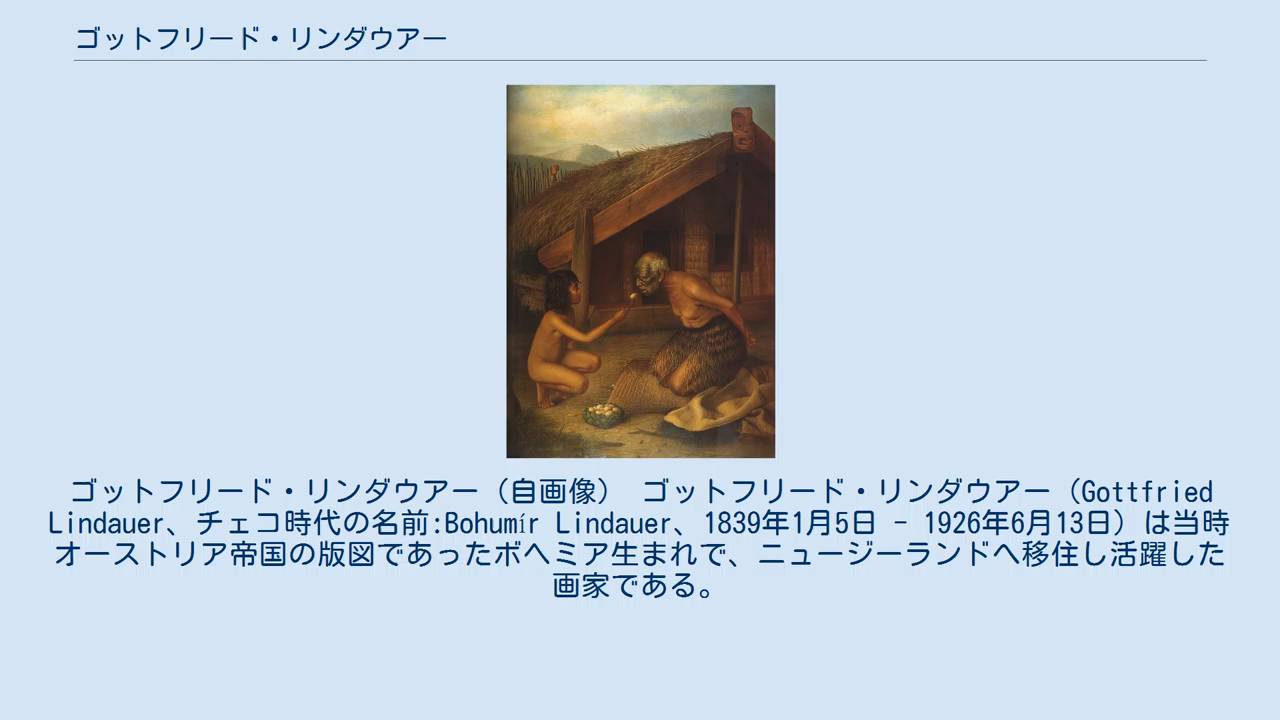 ゴットフリード・リンダウアー
ゴットフリード・リンダウアー（自画像） ゴットフリード・リンダウアー（Gottfried
Lindauer、チェコ時代の名前:Bohumír Lindauer、1839年1月5日 - 1926年6月13日）は当時
オーストリア帝国の版図であったボヘミア生まれで、ニュージーランドへ移住し活躍した
画家である。